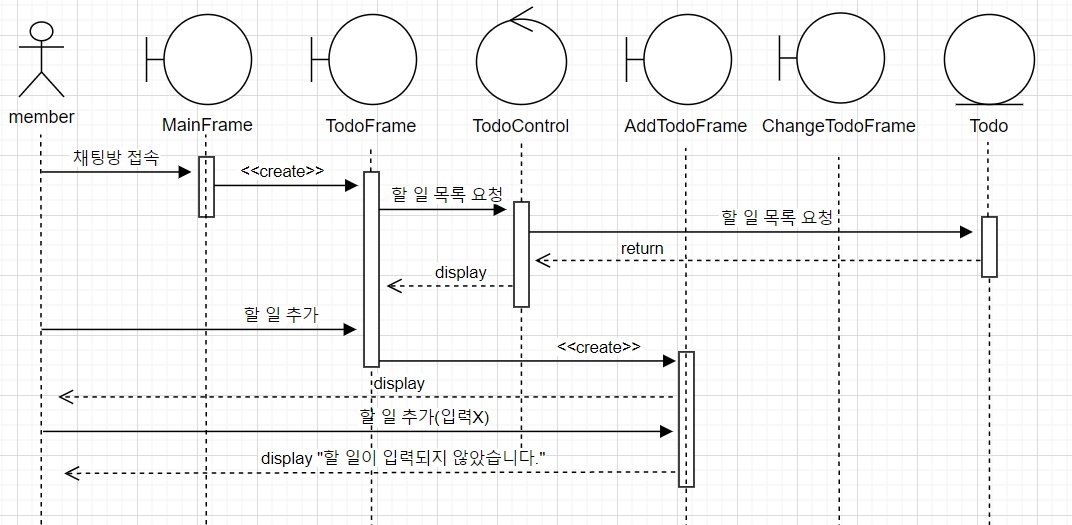 member
MainFrame
TodoFrame
TodoControl
AddTodoFrame
ChangeTodoFrame
Todo
채팅방 접속
<<create>>
할 일 목록 요청
할 일 목록 요청
return
display
할 일 추가
<<create>>
display
할 일 추가(입력X)
display "할 일이 입력되지 않았습니다."